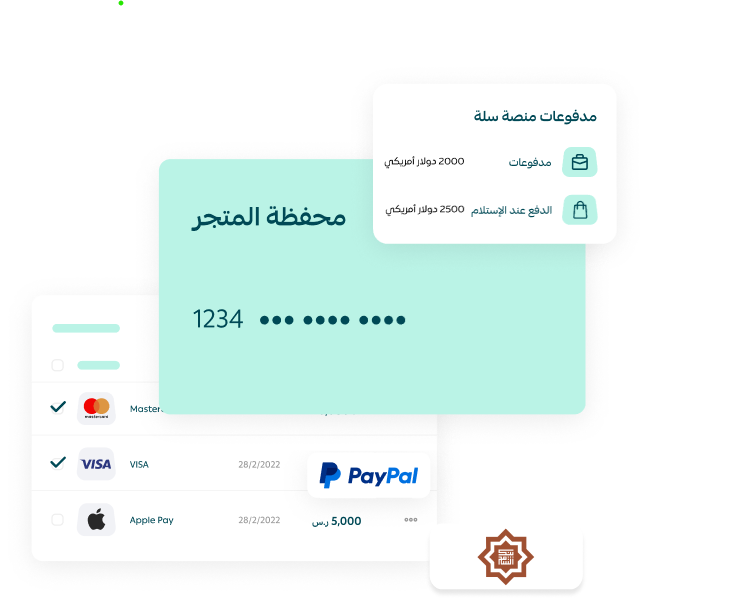 مدفوعات منصة سلة
مدفوعات 2000 دولار أمريكي
الدفع عند الإستلام 2500 دولار أمريكي
محفظة المتجر
1234 •••• •••• •••
mastercard
VISA VISA 28/2/2022
PayPal
Apple Pay 28/2/2022 5,000 ر.س